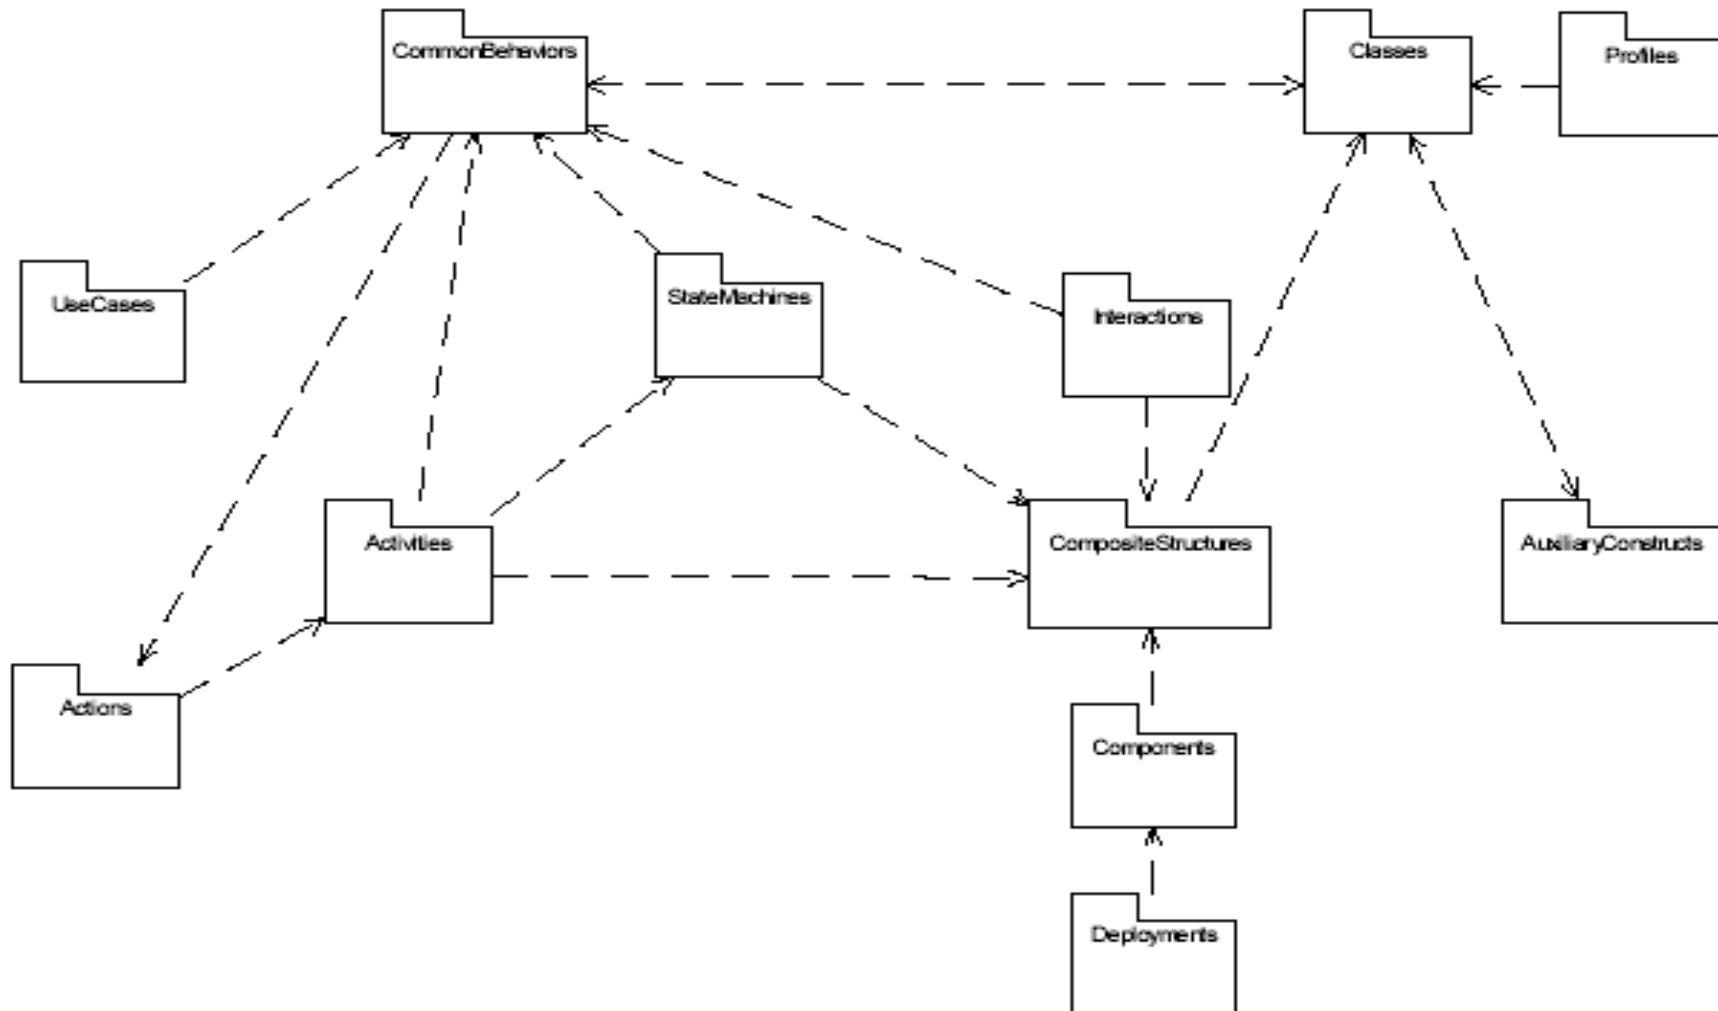 CommonBehaviors
Classes
Profiles
UseCases
StateMachines
Interactions
Activities
CompositeStructures
AuxiliaryConstructs
Actions
Components
Deployments